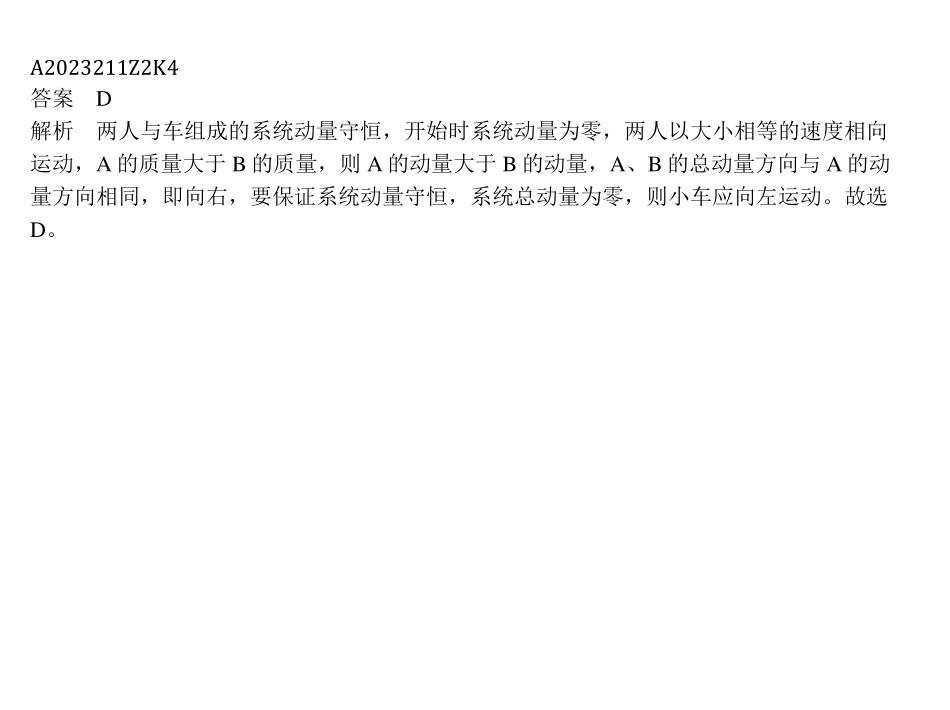 A2023211Z2K4
答案　D
解析　两人与车组成的系统动量守恒，开始时系统动量为零，两人以大小相等的速度相向
运动，A 的质量大于 B 的质量，则 A 的动量大于 B 的动量，A、B 的总动量方向与 A 的动
量方向相同，即向右，要保证系统动量守恒，系统总动量为零，则小车应向左运动。故选
D。